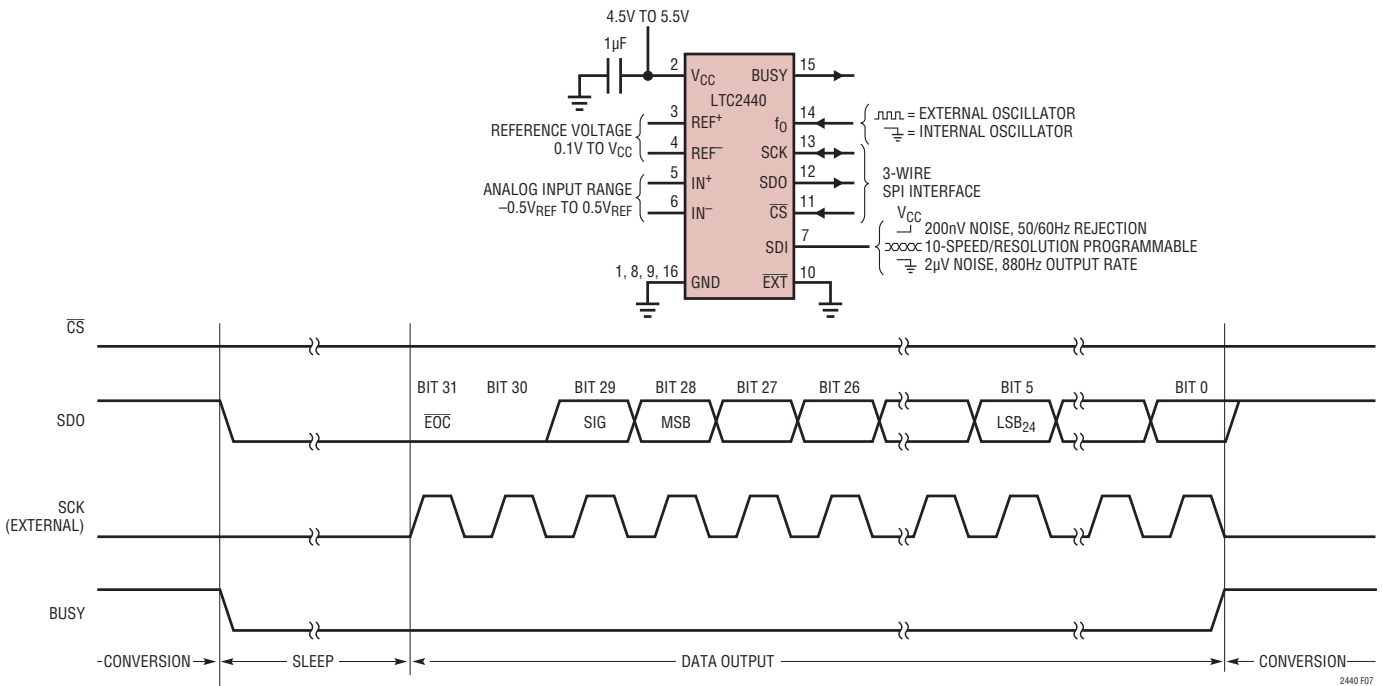 4.5V TO 5.5V
1µF
2
VCC
BUSY
15
LTC2440
REFERENCE VOLTAGE
0.1V TO VCC
3
REF+
4
REF–
fO
14
= EXTERNAL OSCILLATOR
= INTERNAL OSCILLATOR
ANALOG INPUT RANGE
–0.5VREF TO 0.5VREF
5
IN+
6
IN–
SCK
13
SDO
12
CS
11
3-WIRE
SPI INTERFACE
SDI
7
VCC
200nV NOISE, 50/60Hz REJECTION
10-SPEED/RESOLUTION PROGRAMMABLE
2µV NOISE, 880Hz OUTPUT RATE
1, 8, 9, 16
GND
EXT
10
CS
BIT 31
BIT 30
BIT 29
BIT 28
BIT 27
BIT 26
BIT 5
BIT 0
SDO
EOC
SIG
MSB
LSB24
SCK
(EXTERNAL)
BUSY
CONVERSION
SLEEP
DATA OUTPUT
CONVERSION
2440 F07